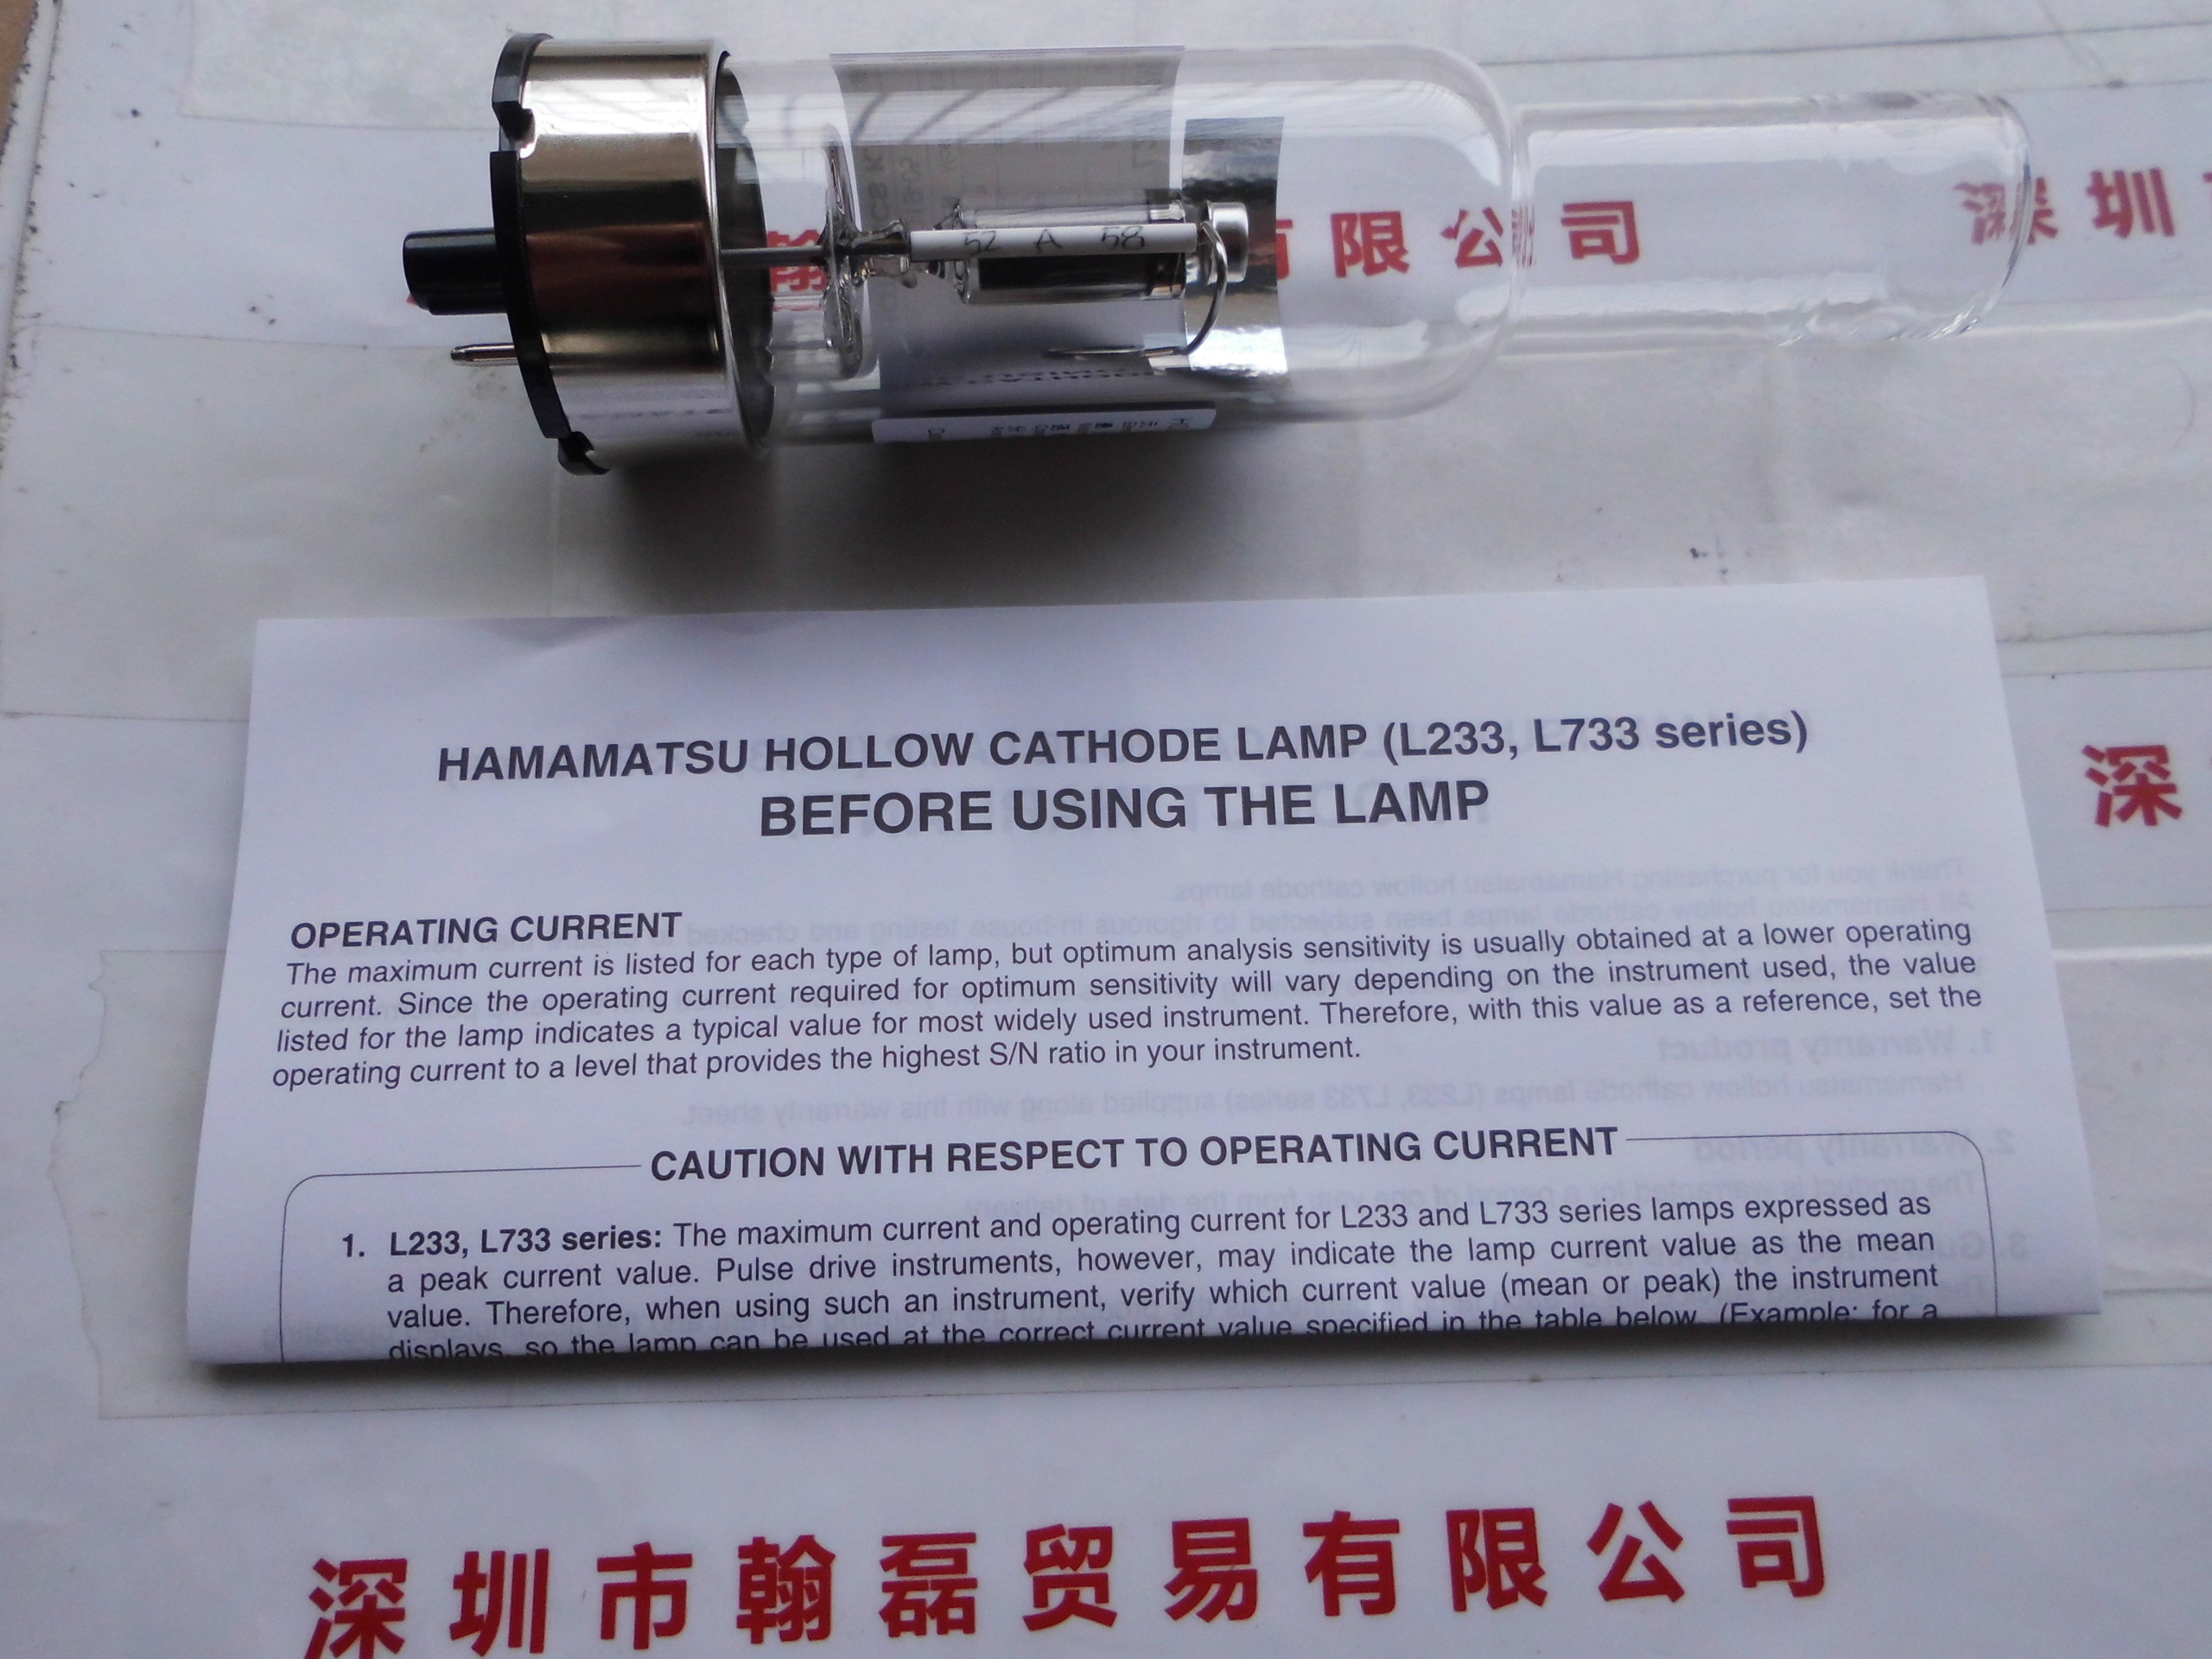 52 A 58
翰 有限公司
深圳
深
HAMAMATSU HOLLOW CATHODE LAMP (L233, L733 series)
BEFORE USING THE LAMP
OPERATING CURRENT
The maximum current is listed for each type of lamp, but optimum analysis sensitivity is usually obtained at a lower operating
current. Since the operating current required for optimum sensitivity will vary depending on the instrument used, the value
listed for the lamp indicates a typical value for most widely used instrument. Therefore, with this value as a reference, set the
operating current to a level that provides the highest S/N ratio in your instrument.
CAUTION WITH RESPECT TO OPERATING CURRENT
1. L233, L733 series: The maximum current and operating current for L233 and L733 series lamps expressed as
a peak current value. Pulse drive instruments, however, may indicate the lamp current value as the mean
value. Therefore, when using such an instrument, verify which current value (mean or peak) the instrument
displays, so the lamp can be used at the correct current value specified in the table below. (Example: for a
深圳市翰磊贸易有限公司